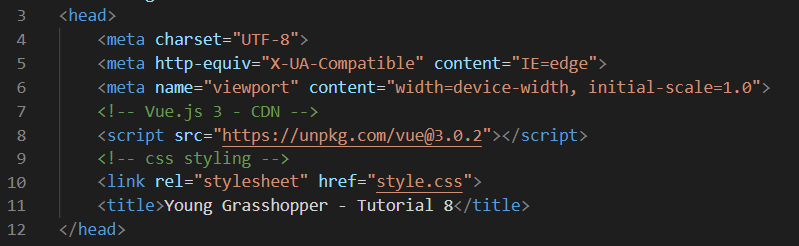 3 <head>
4 <meta charset="UTF-8">
5 <meta http-equiv="X-UA-Compatible" content="IE=edge">
6 <meta name="viewport" content="width=device-width, initial-scale=1.0">
7 <!-- Vue.js 3 - CDN -->
8 <script src="https://unpkg.com/vue@3.0.2"></script>
9 <!-- css styling -->
10 <link rel="stylesheet" href="style.css">
11 <title>Young Grasshopper - Tutorial 8</title>
12 </head>